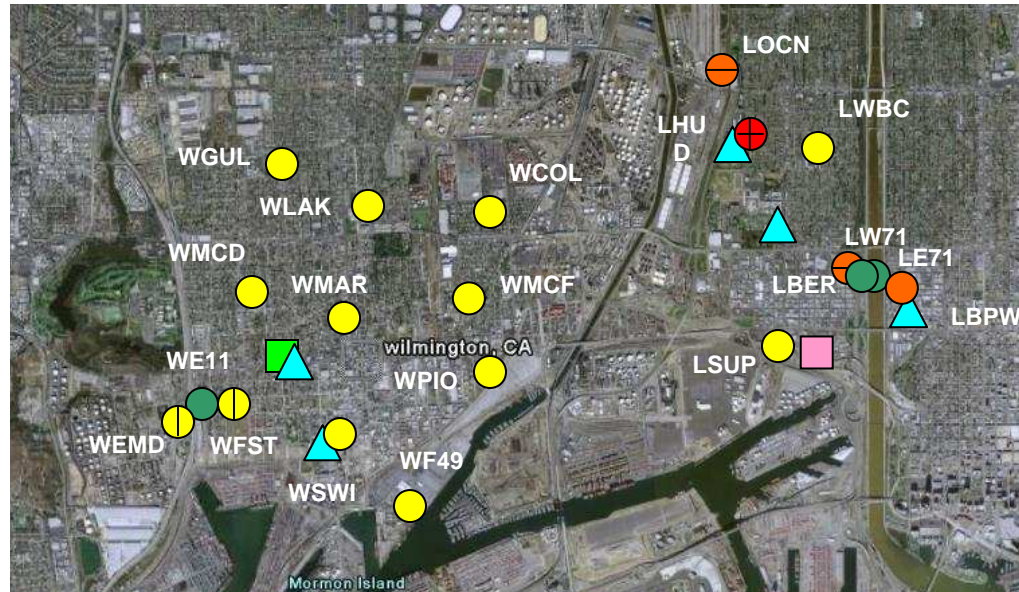 LOCN
LWBC
LHU
D
WGUL
WCOL
WLAK
LW71
WMCD
LE71
WMAR
WMCF
LBER
LBPW
wilmington, CA
WE11
LSUP
WPIO
WEMD
WFST
WF49
WSWI
Mormon Island